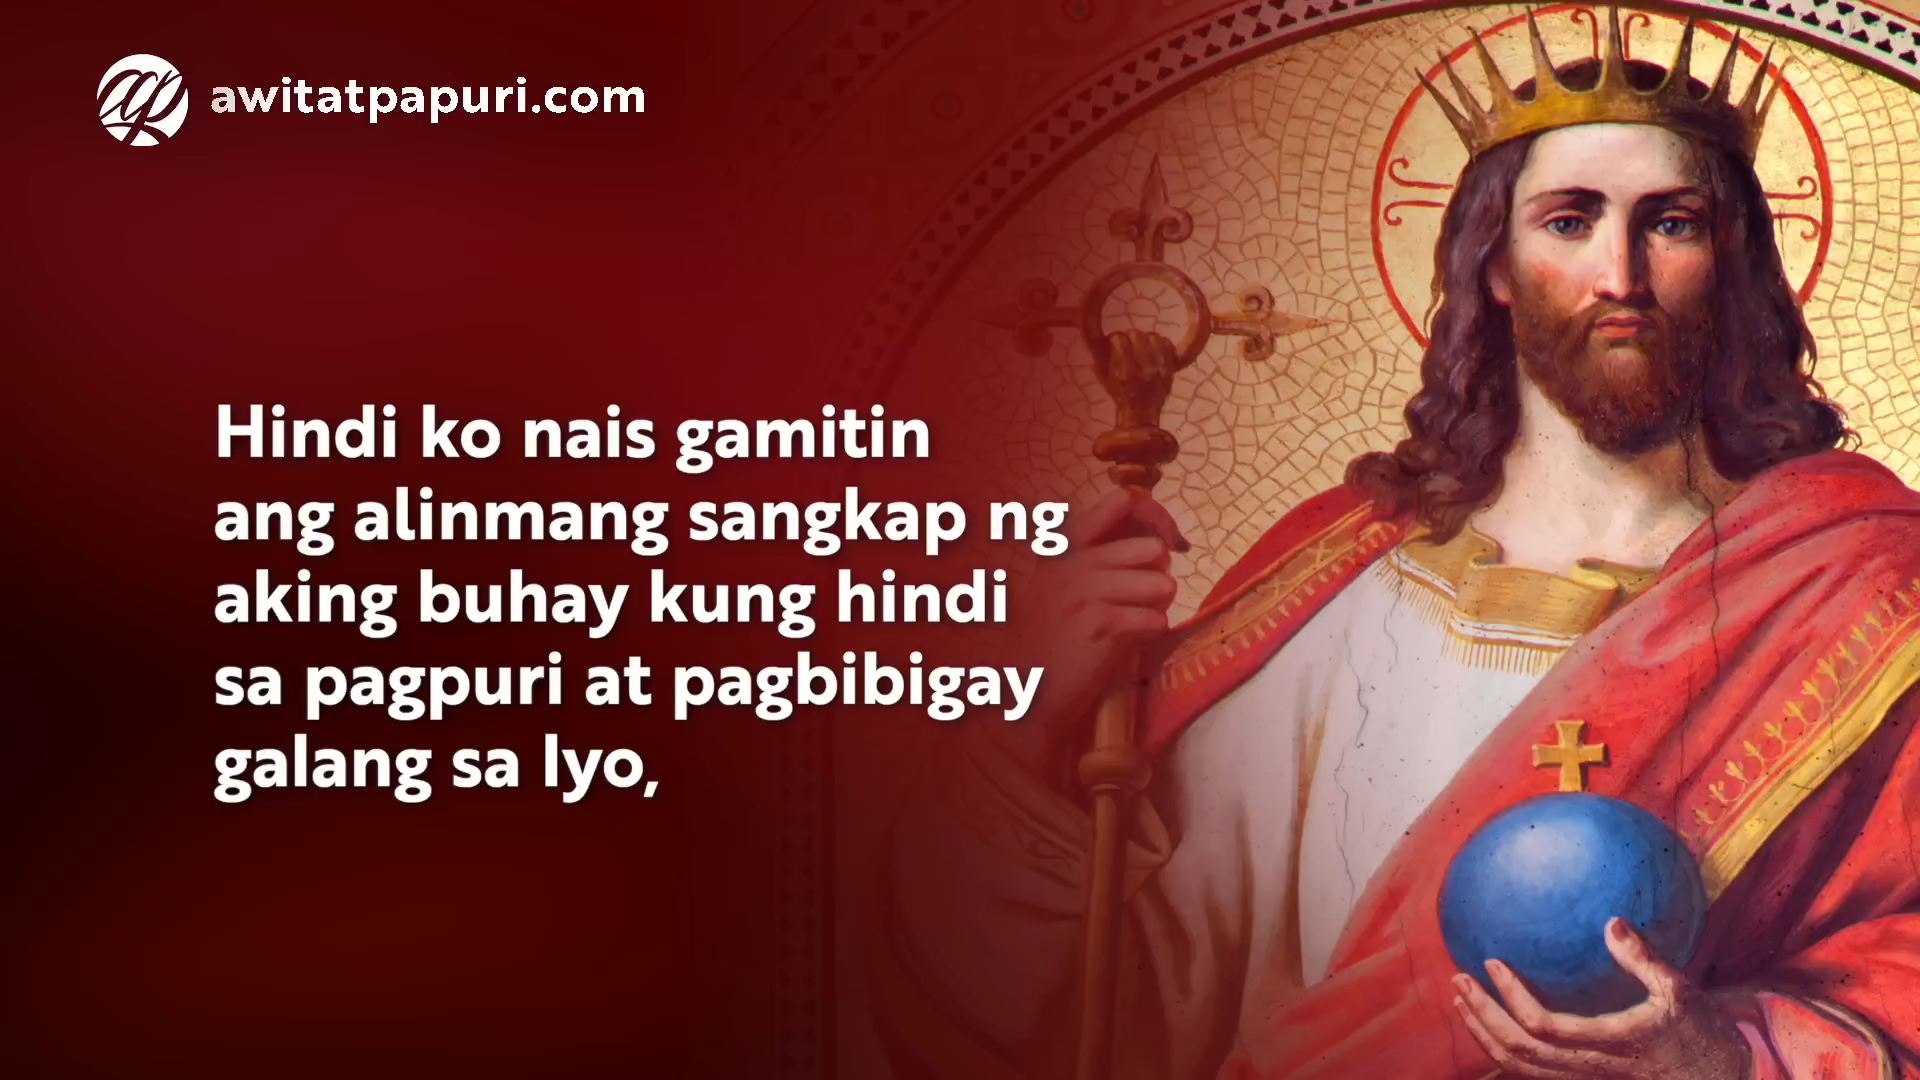 awitatpapuri.com
Hindi ko nais gamitin
ang alinmang sangkap ng
aking buhay kung hindi
sa pagpuri at pagbibigay
galang sa Iyo,